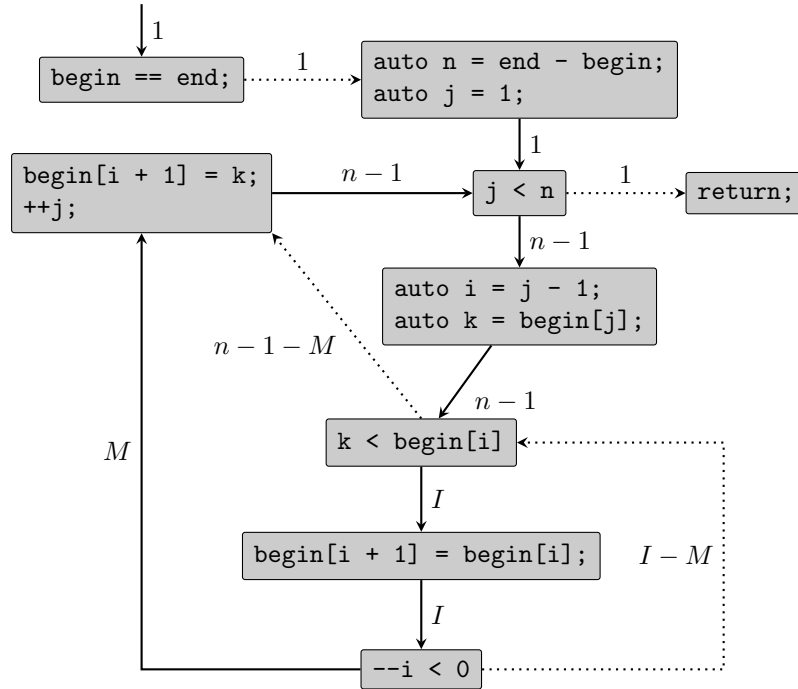 1
begin == end;
1
auto n = end - begin;
auto j = 1;
1
begin[i + 1] = k;
++j;
n − 1
j < n
1
return;
n − 1
auto i = j - 1;
auto k = begin[j];
n − 1 − M
n − 1
k < begin[i]
M
I
begin[i + 1] = begin[i];
I − M
I
--i < 0